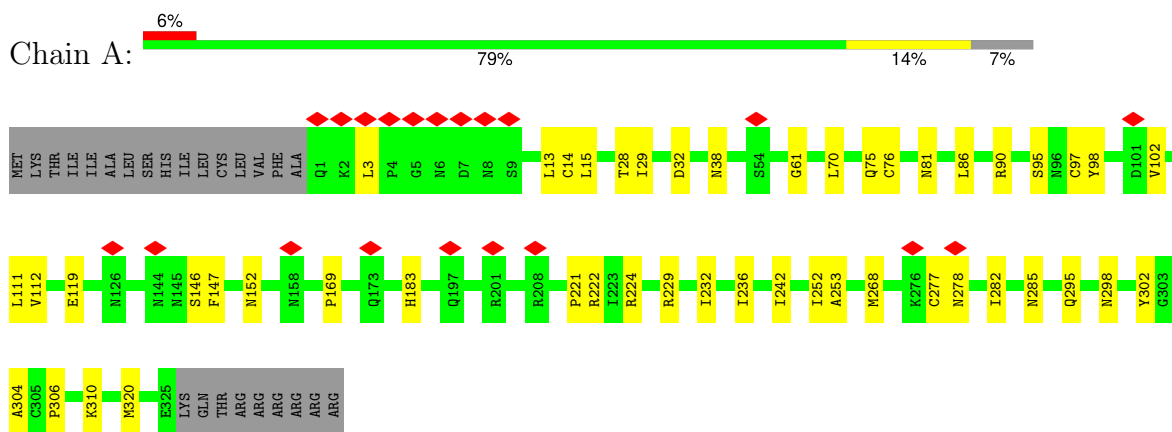 6%
Chain A:
79% 14% 7%
MET LYS THR ILE ILE ALA LEU SER HIS ILE LEU CYS LEU VAL PHE ALA Q1 K2 L3 P4 G5 N6 D7 N8 S9 L13 C14 L15 T28 I29 D32 N38 S54 G61 L70 Q75 C76 N81 L86 R90 S95 N96 C97 Y98 D101 V102
L111 V112 E119 N126 N144 N145 S146 F147 N152 N158 P169 Q173 H183 Q197 R201 R208 P221 R222 I223 R224 R229 I232 I236 I242 I252 A253 M268 K276 C277 N278 I282 N285 Q295 N298 Y302 G303
A304 C305 P306 K310 M320 E325 LYS GLN THR ARG ARG ARG ARG ARG ARG